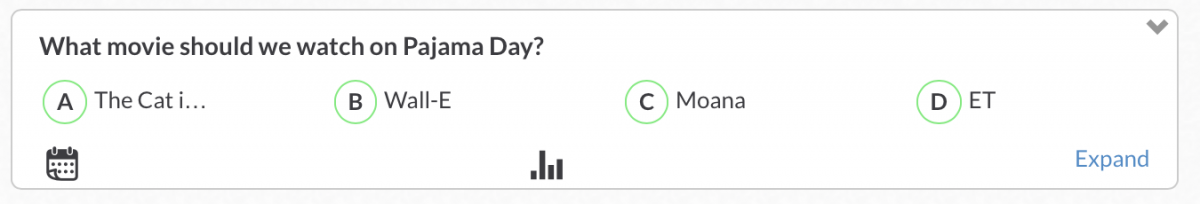 What movie should we watch on Pajama Day?
A The Cat i... B Wall-E C Moana D ET
Expand